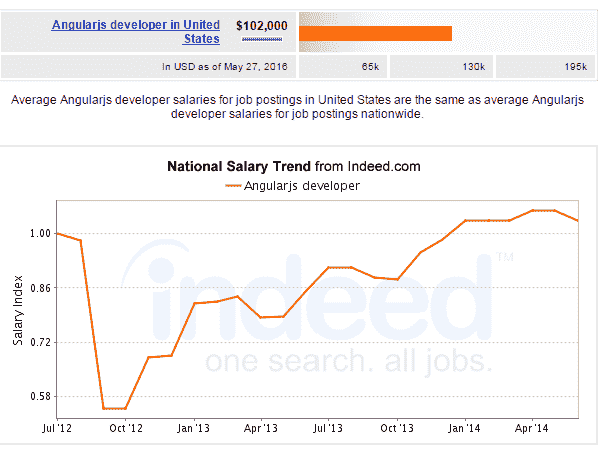 Angularjs developer in United States $102,000
In USD as of May 27, 2016 65k 130k 195k
Average Angularjs developer salaries for job postings in United States are the same as average Angularjs
developer salaries for job postings nationwide.
National Salary Trend from Indeed.com
Angularjs developer
Salary Index
1.00
0.86
0.72
0.58
indeed™
one search. all jobs.
Jul '12 Oct '12 Jan '13 Apr '13 Jul '13 Oct '13 Jan '14 Apr '14